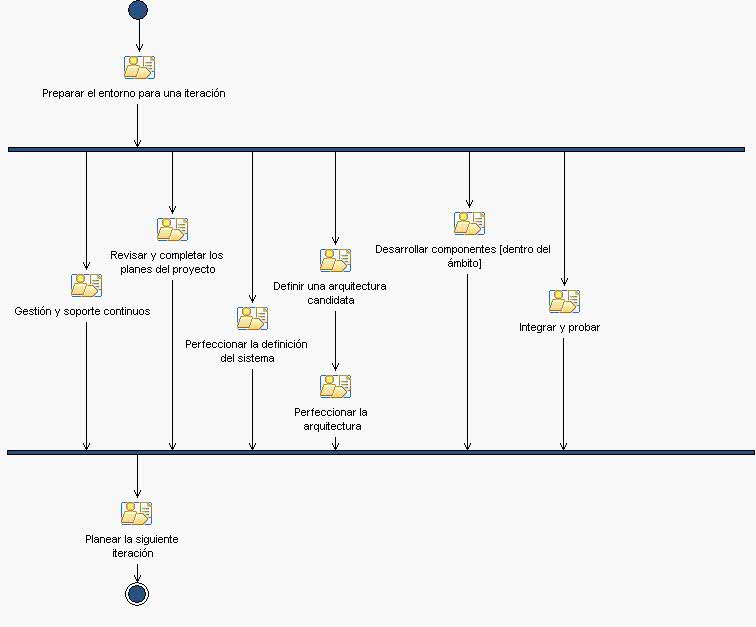 Preparar el entorno para una iteración
Revisar y completar los
planes del proyecto
Desarrollar componentes [dentro del
ámbito]
Definir una arquitectura
candidata
Gestión y soporte continuos
Integrar y probar
Perfeccionar la definición
del sistema
Perfeccionar la
arquitectura
Planear la siguiente
iteración